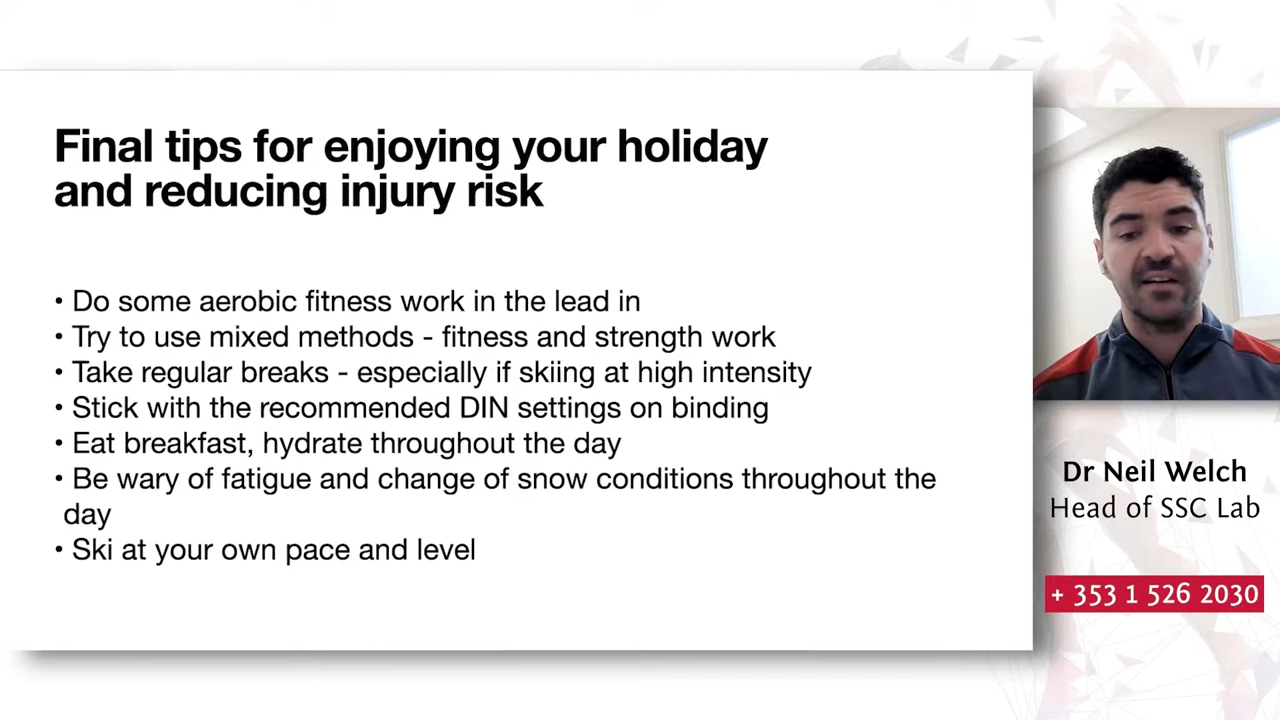 Final tips for enjoying your holiday
and reducing injury risk
• Do some aerobic fitness work in the lead in
• Try to use mixed methods - fitness and strength work
• Take regular breaks - especially if skiing at high intensity
• Stick with the recommended DIN settings on binding
• Eat breakfast, hydrate throughout the day
• Be wary of fatigue and change of snow conditions throughout the
day
• Ski at your own pace and level
Dr Neil Welch
Head of SSC Lab
+ 353 1 526 2030